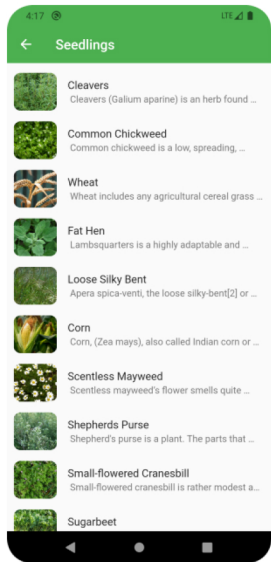 4:17
LTE
Seedlings
Cleavers
Cleavers (Galium aparine) is an herb found ...
Common Chickweed
Common chickweed is a low, spreading, ...
Wheat
Wheat includes any agricultural cereal grass ...
Fat Hen
Lambsquarters is a highly adaptable and ...
Loose Silky Bent
Apera spica-venti, the loose silky-bent[2] or ...
Corn
Corn, (Zea mays), also called Indian corn or ...
Scentless Mayweed
Scentless mayweed's flower smells quite ...
Shepherds Purse
Shepherd's purse is a plant. The parts that ...
Small-flowered Cranesbill
Small-flowered cranesbill is rather modest a...
Sugarbeet